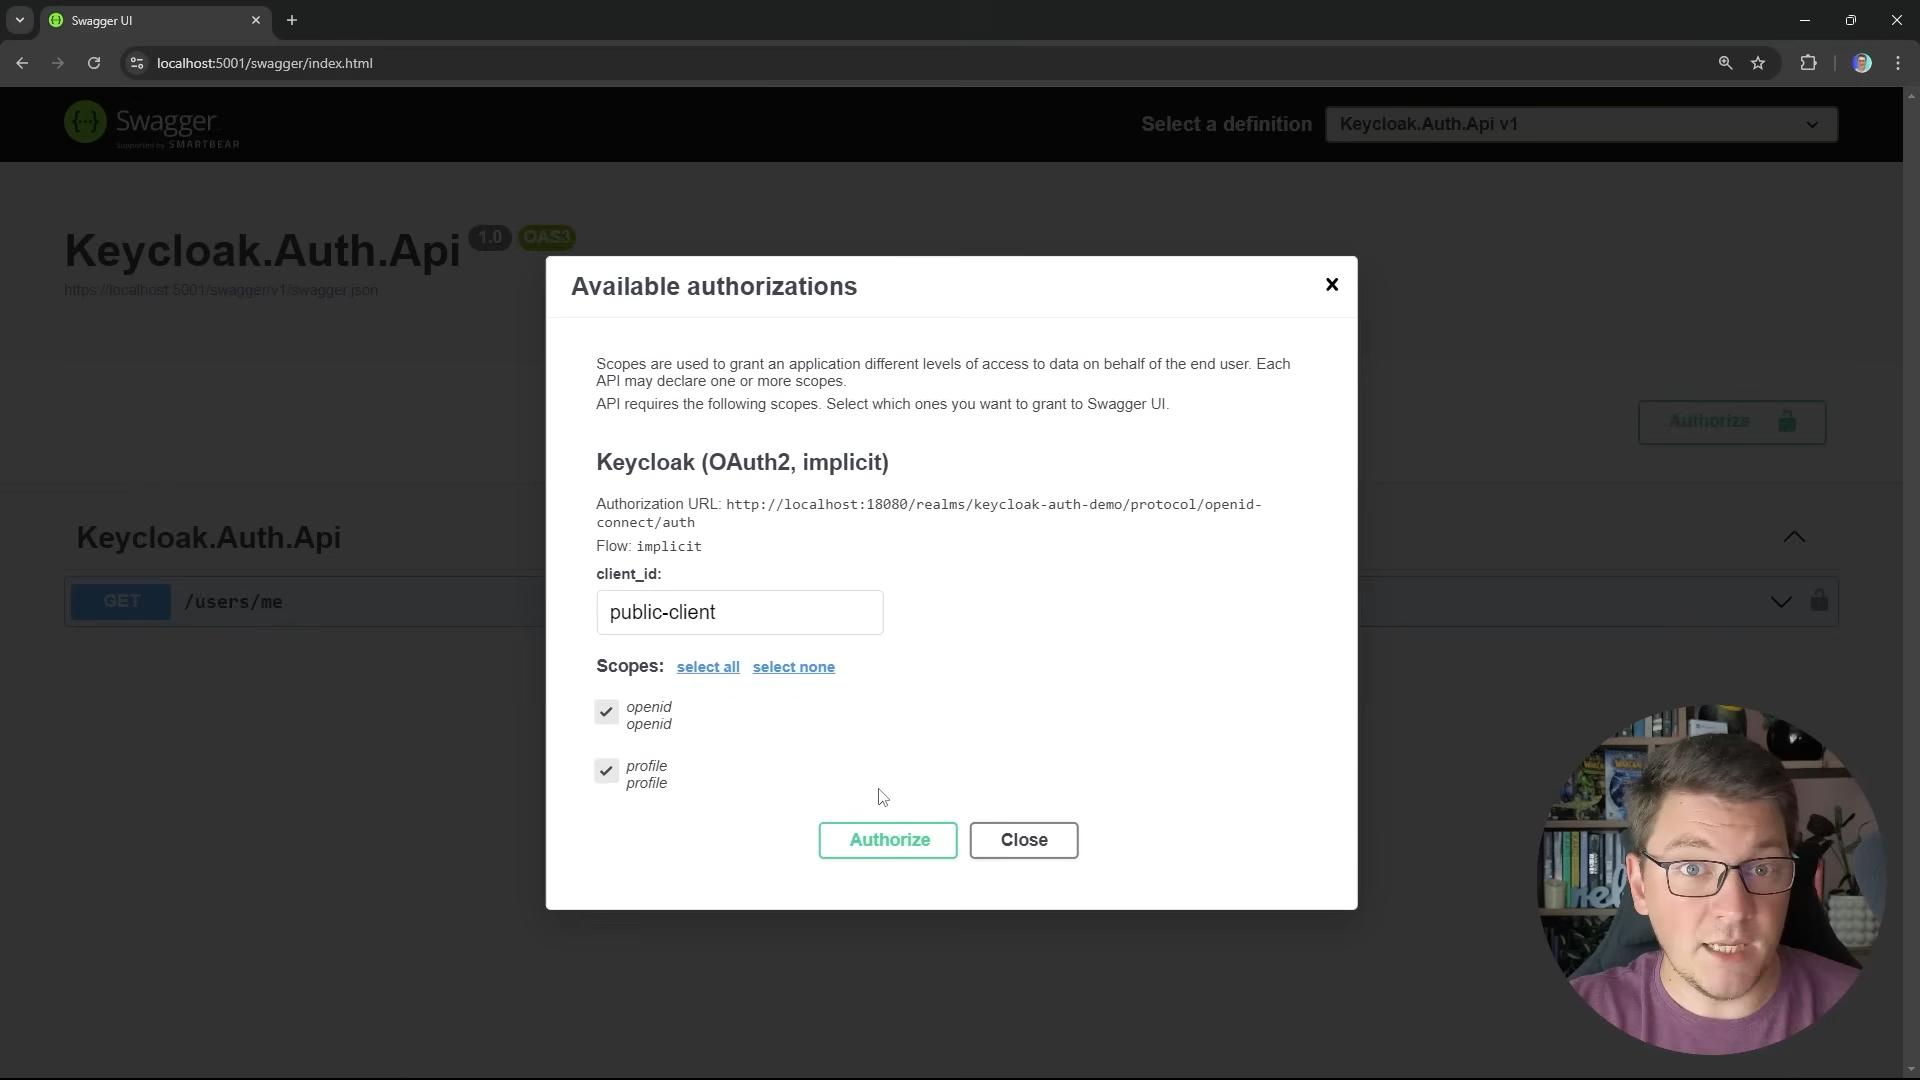 Swagger UI
localhost:5001/swagger/index.html
Swagger
Supported by SMARTBEAR
Select a definition
Keycloak.Auth.Api v1
Keycloak.Auth.Api 1.0 OAS3
https://localhost:5001/swagger/v1/swagger.json
Authorize
Available authorizations
Scopes are used to grant an application different levels of access to data on behalf of the end user. Each
API may declare one or more scopes.
API requires the following scopes. Select which ones you want to grant to Swagger UI.
Keycloak (OAuth2, implicit)
Authorization URL: http://localhost:18080/realms/keycloak-auth-demo/protocol/openid-
connect/auth
Flow: implicit
client_id:
public-client
Scopes: select all select none
openid
openid
profile
profile
Authorize Close
Keycloak.Auth.Api
GET /users/me